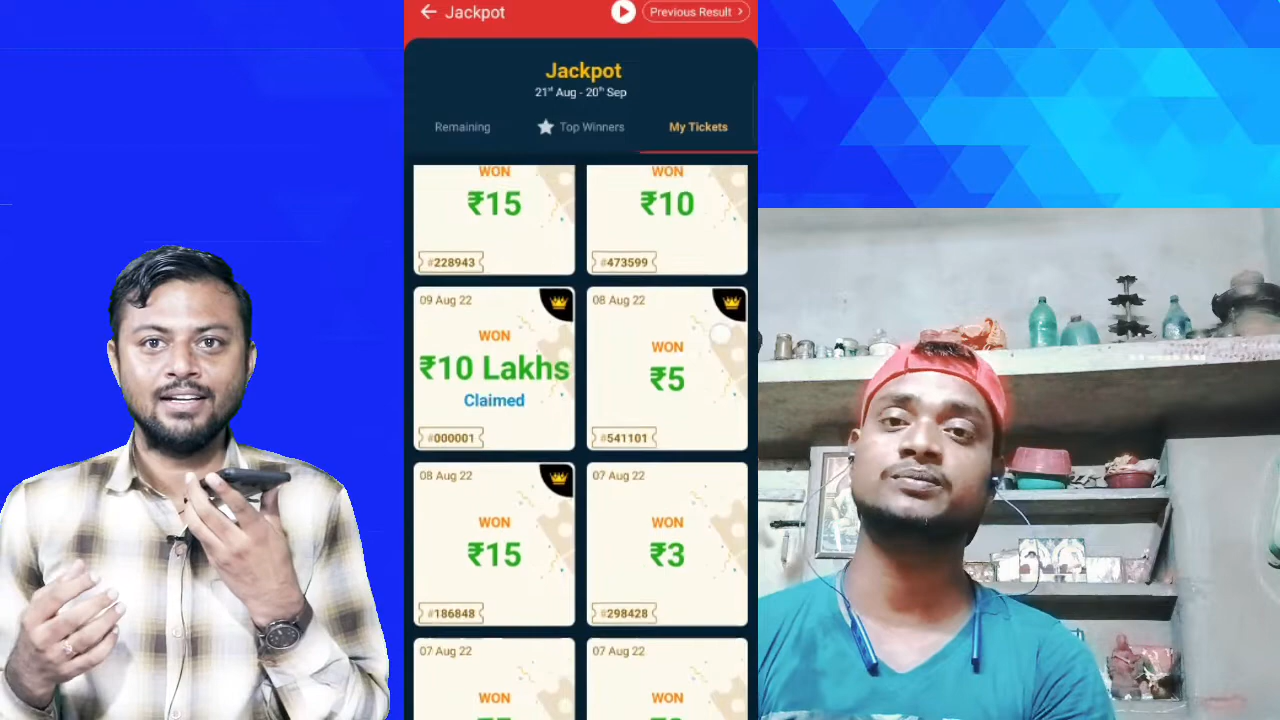 Jackpot
Previous Result >
Jackpot
21st Aug - 20th Sep
Remaining
Top Winners
My Tickets
WON
₹15
#228943
WON
₹10
#473599
09 Aug 22
WON
₹10 Lakhs
Claimed
#000001
08 Aug 22
WON
₹5
#541101
08 Aug 22
WON
₹15
#186848
07 Aug 22
WON
₹3
#298428
07 Aug 22
WON
07 Aug 22
WON